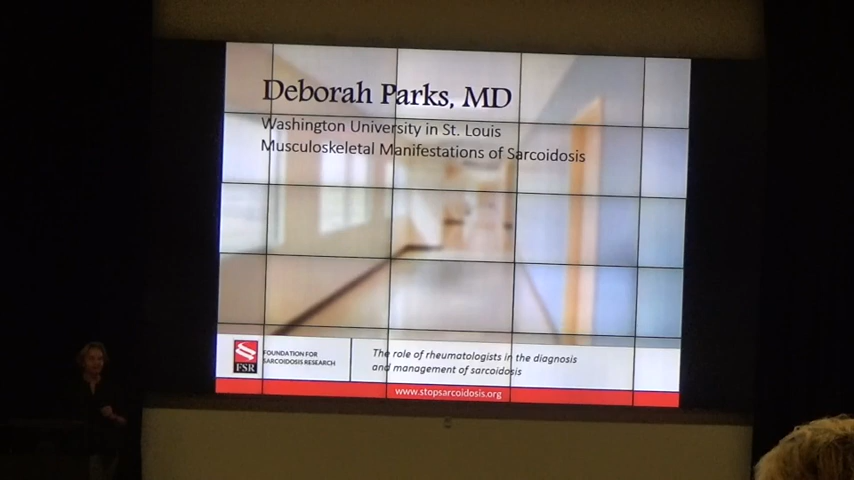 Deborah Parks, MD
Washington University in St. Louis
Musculoskeletal Manifestations of Sarcoidosis
FSR
FOUNDATION FOR
SARCOIDOSIS RESEARCH
The role of rheumatologists in the diagnosis
and management of sarcoidosis
www.stopsarcoidosis.org